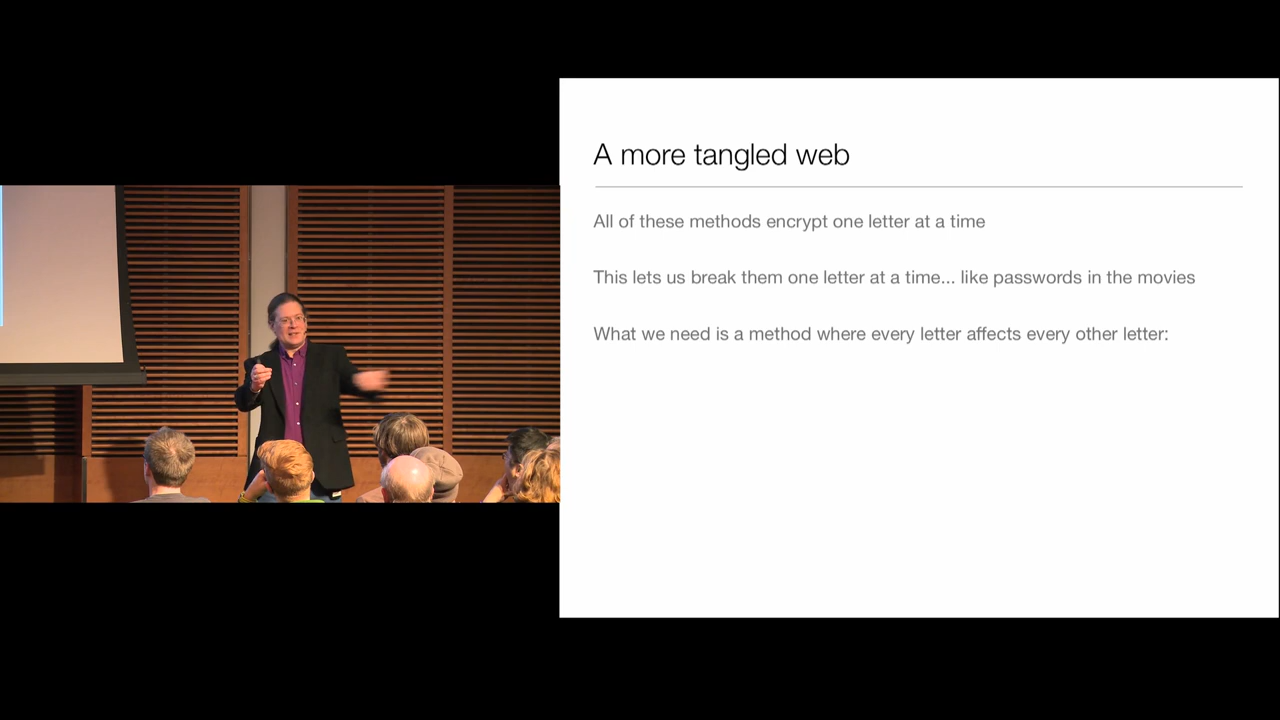 A more tangled web
All of these methods encrypt one letter at a time
This lets us break them one letter at a time... like passwords in the movies
What we need is a method where every letter affects every other letter: